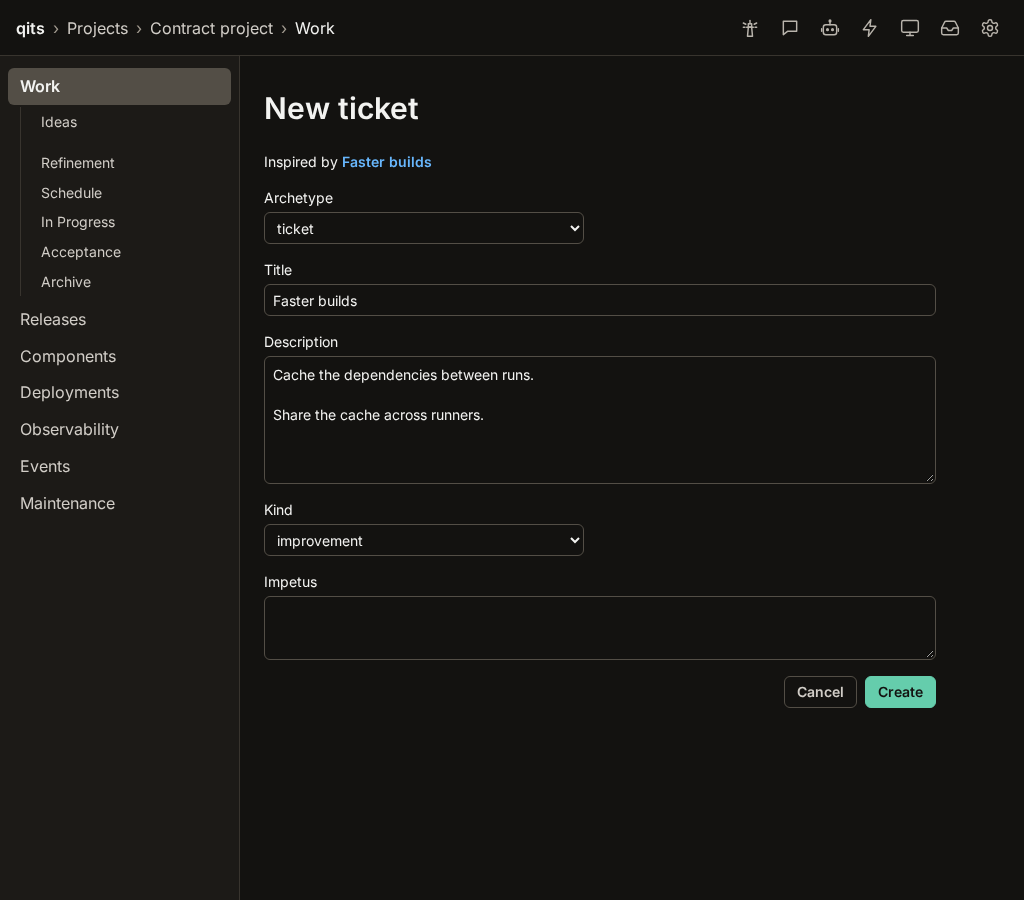 qits › Projects › Contract project › Work
Work
Ideas
Refinement
Schedule
In Progress
Acceptance
Archive
Releases
Components
Deployments
Observability
Events
Maintenance
New ticket
Inspired by Faster builds
Archetype
ticket
Title
Faster builds
Description
Cache the dependencies between runs.
Share the cache across runners.
Kind
improvement
Impetus
Cancel
Create